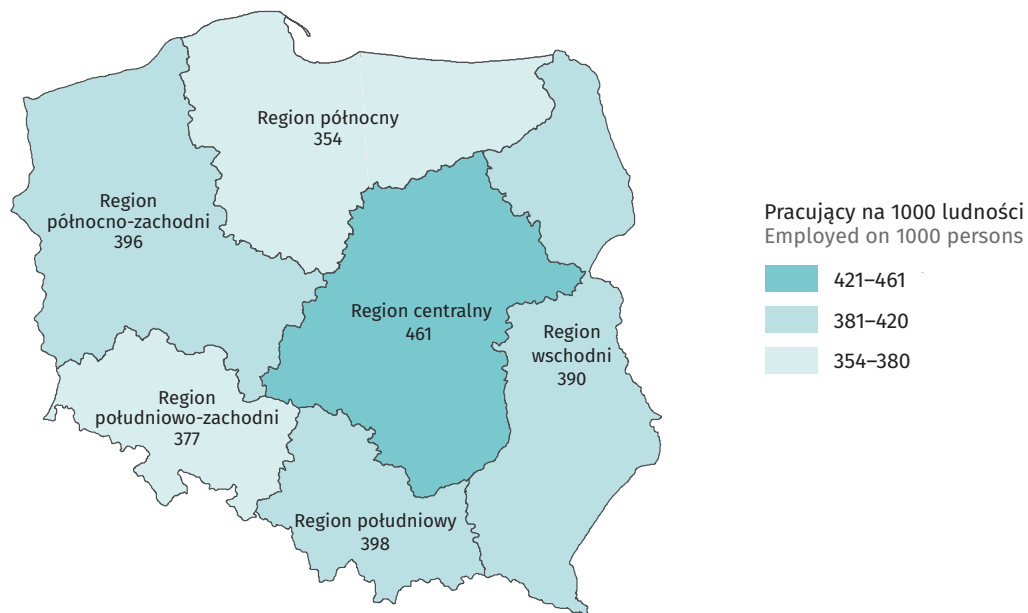 Region północny
354
Region
północno-zachodni
396
Region centralny
461
Region
wschodni
390
Region
południowo-zachodni
377
Region południowy
398
Pracujący na 1000 ludności
Employed on 1000 persons
421–461
381–420
354–380